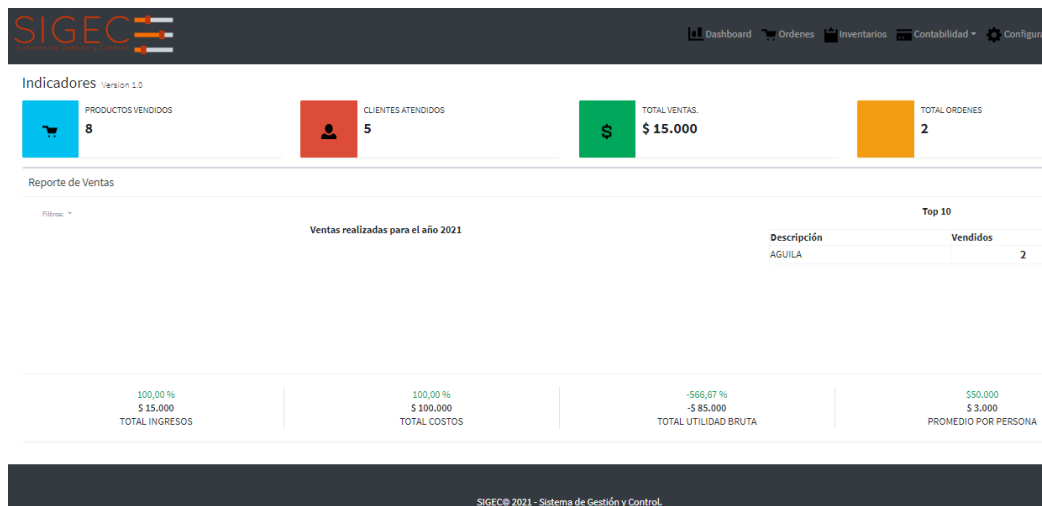 SIGEC
Sistema de Gestión y Control
Dashboard Ordenes Inventarios Contabilidad Configura
Indicadores Version 1.0
PRODUCTOS VENDIDOS
8
CLIENTES ATENDIDOS
5
TOTAL VENTAS.
$ 15.000
TOTAL ORDENES
2
Reporte de Ventas
Filtros:
Ventas realizadas para el año 2021
Top 10
Descripción Vendidos
AGUILA 2
100,00 %
$ 15.000
TOTAL INGRESOS
100,00 %
$ 100.000
TOTAL COSTOS
-566,67 %
-$ 85.000
TOTAL UTILIDAD BRUTA
$50.000
$ 3.000
PROMEDIO POR PERSONA
SIGEC© 2021 - Sistema de Gestión y Control.